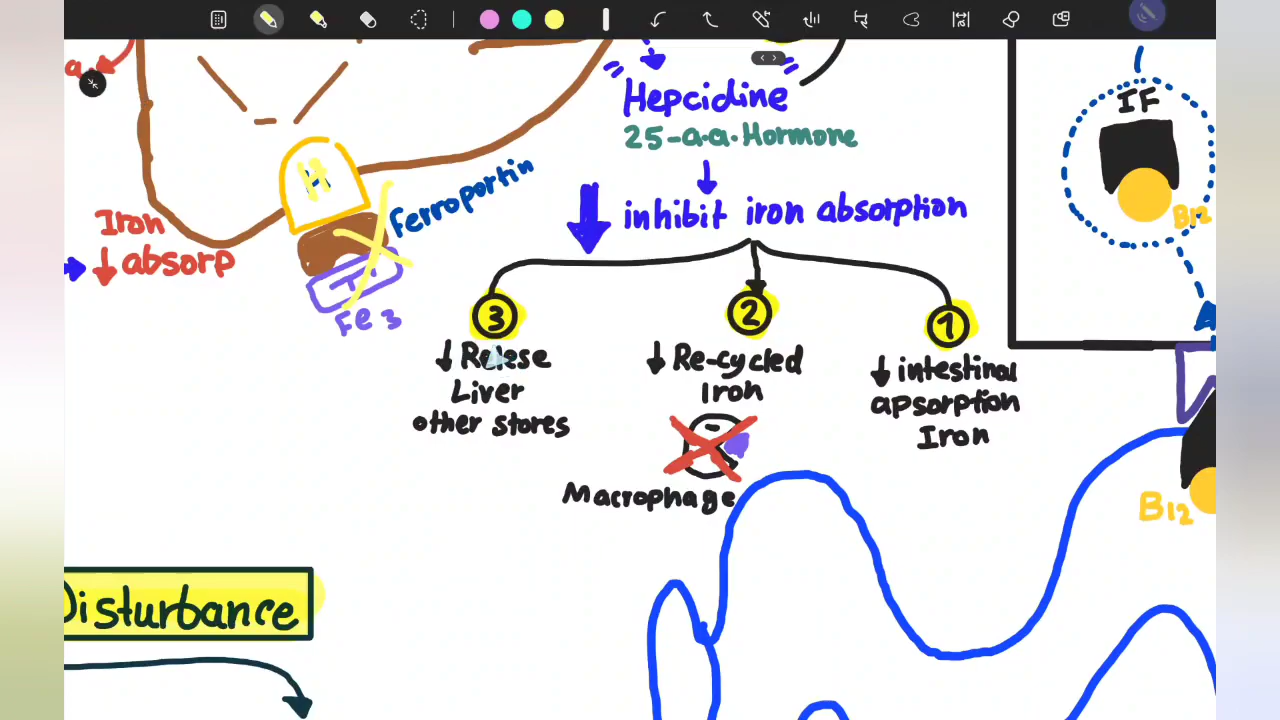 a.
Hepcidine
25-a.a.Hormone
inhibit iron absorption
IF
B12
H
Ferroportin
Iron
↓ absorp
Fe 3
3
↓ Relese
Liver
other stores
2
↓ Re-cycled
Iron
Macrophage
1
↓ intestinal
apsorption
Iron
B12
Disturbance